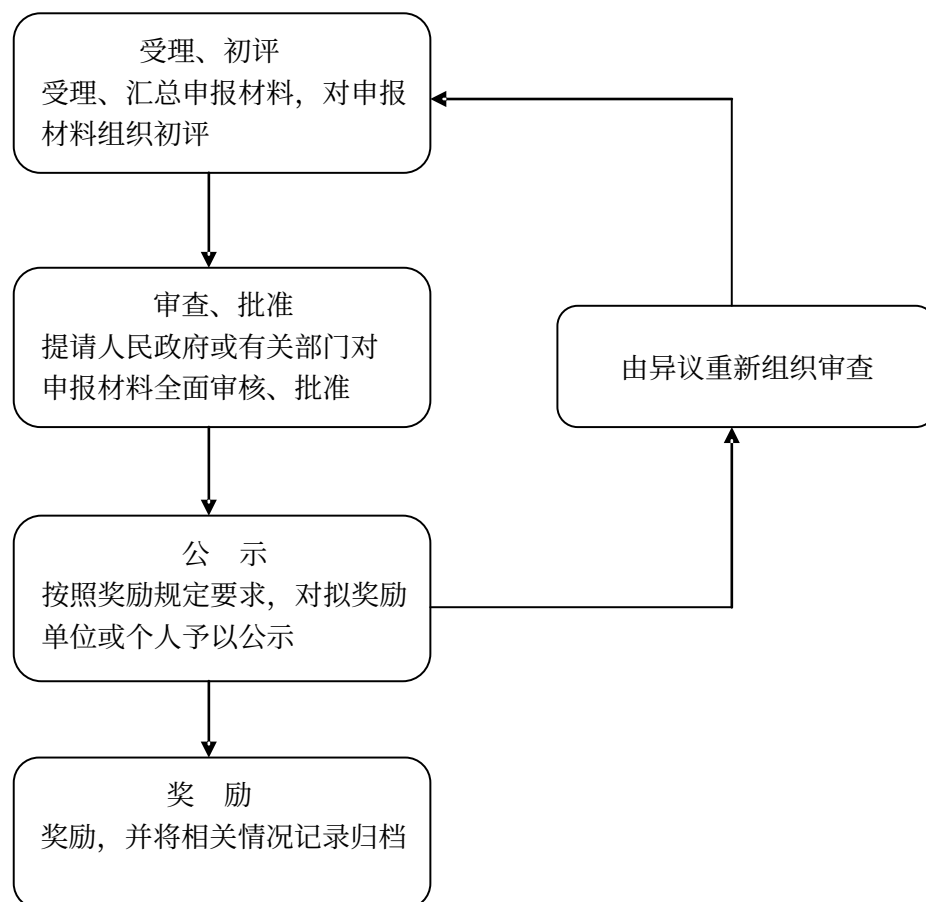 受理、初评
受理、汇总申报材料，对申报
材料组织初评
审查、批准
提请人民政府或有关部门对
申报材料全面审核、批准
由异议重新组织审查
公　示
按照奖励规定要求，对拟奖励
单位或个人予以公示
奖　励
奖励，并将相关情况记录归档